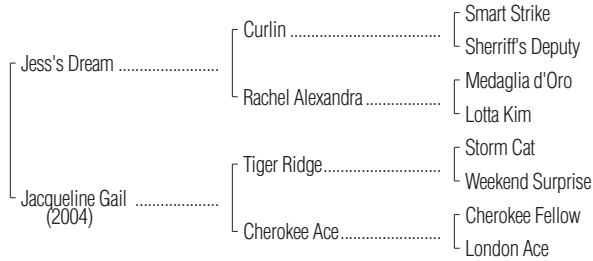 Smart Strike
Curlin
Sherriff's Deputy
Jess's Dream
Medaglia d'Oro
Rachel Alexandra
Lotta Kim
Storm Cat
Tiger Ridge
Weekend Surprise
Jacqueline Gail
(2004)
Cherokee Fellow
Cherokee Ace
London Ace